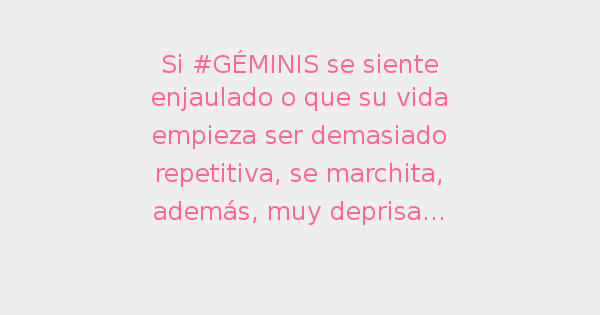 Si #GÉMINIS se siente
enjaulado o que su vida
empieza ser demasiado
repetitiva, se marchita,
además, muy deprisa...